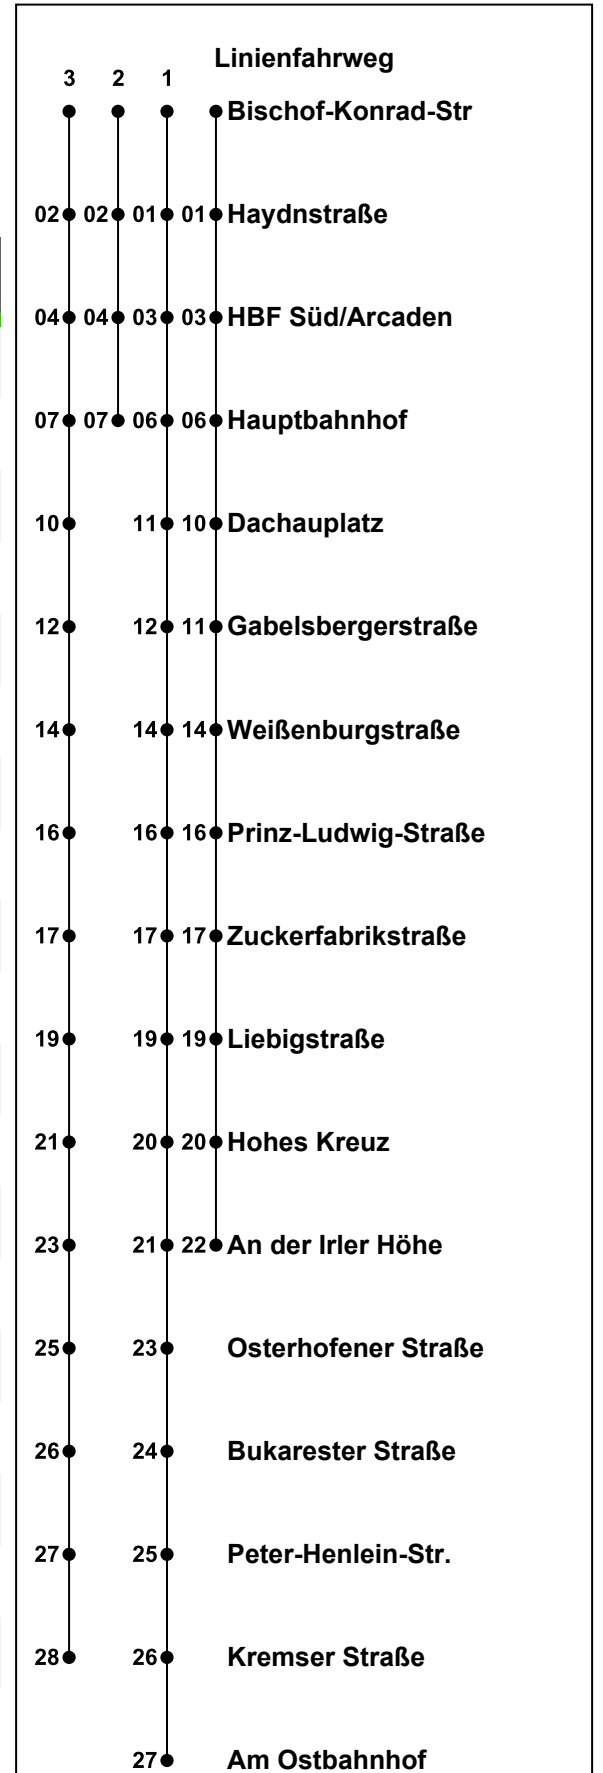 Linienfahrweg
3 2 1
Bischof-Konrad-Str
02 02 01 01 Haydnstraße
04 04 03 03 HBF Süd/Arcaden
07 07 06 06 Hauptbahnhof
10 11 10 Dachauplatz
12 12 11 Gabelsbergerstraße
14 14 14 Weißenburgstraße
16 16 16 Prinz-Ludwig-Straße
17 17 17 Zuckerfabrikstraße
19 19 19 Liebigstraße
21 20 20 Hohes Kreuz
23 21 22 An der Irler Höhe
25 23 Osterhofener Straße
26 24 Bukarester Straße
27 25 Peter-Henlein-Str.
28 26 Kremser Straße
27 Am Ostbahnhof